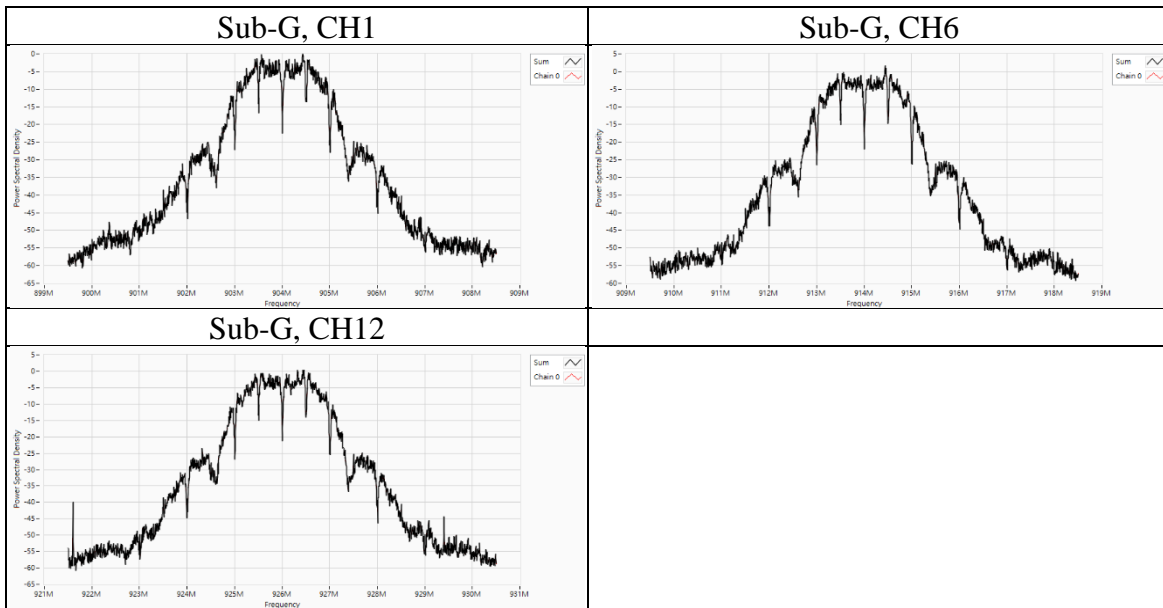 Sub-G, CH1
Sub-G, CH6
Power Spectral Density
0
-5
-10
-15
-20
-25
-30
-35
-40
-45
-50
-55
-60
-65
899M 900M 901M 902M 903M 904M 905M 906M 907M 908M 909M
Frequency
Sum
Chain 0
Power Spectral Density
5
0
-5
-10
-15
-20
-25
-30
-35
-40
-45
-50
-55
-60
909M 910M 911M 912M 913M 914M 915M 916M 917M 918M 919M
Frequency
Sum
Chain 0
Sub-G, CH12
Power Spectral Density
5
0
-5
-10
-15
-20
-25
-30
-35
-40
-45
-50
-55
-60
-65
921M 922M 923M 924M 925M 926M 927M 928M 929M 930M 931M
Frequency
Sum
Chain 0